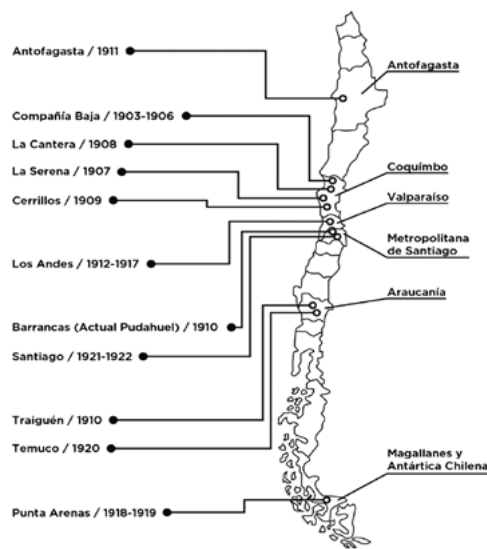 Antofagasta / 1911
Antofagasta
Compañía Baja / 1903-1906
La Cantera / 1908
La Serena / 1907
Coquímbo
Cerrillos / 1909
Valparaíso
Metropolitana
de Santiago
Los Andes / 1912-1917
Araucanía
Barrancas (Actual Pudahuel) / 1910
Santiago / 1921-1922
Traiguén / 1910
Temuco / 1920
Magallanes y
Antártica Chilena
Punta Arenas / 1918-1919